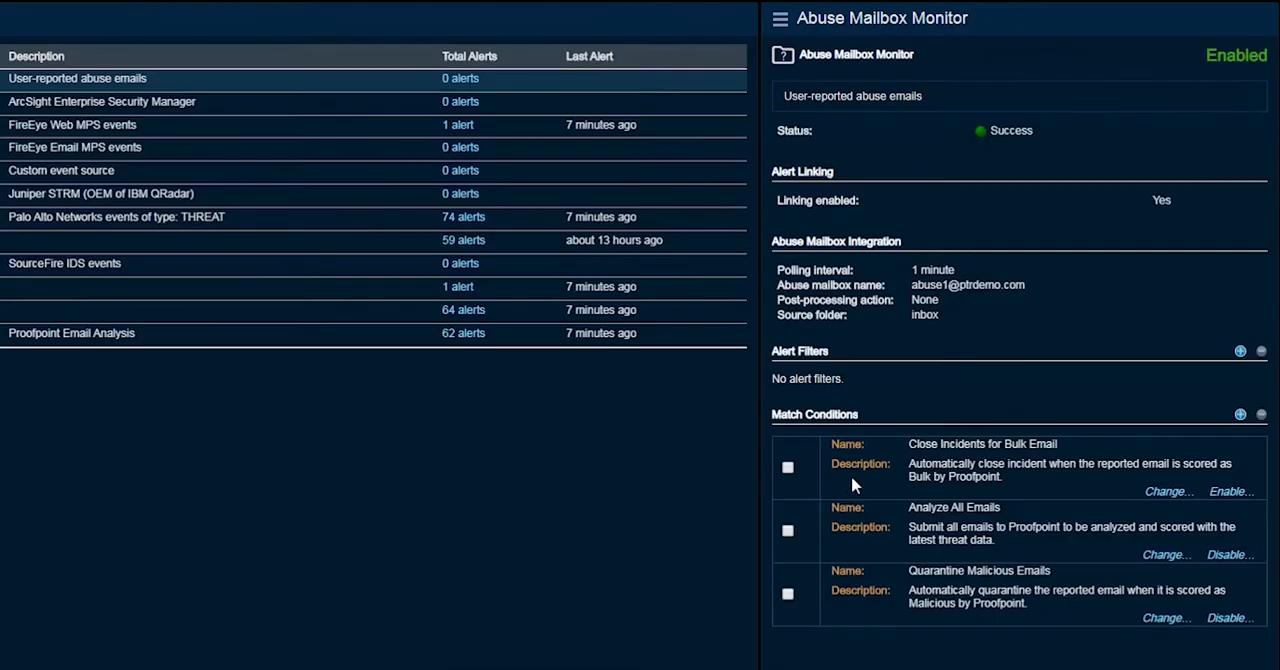 Description Total Alerts Last Alert
User-reported abuse emails 0 alerts
ArcSight Enterprise Security Manager 0 alerts
FireEye Web MPS events 1 alert 7 minutes ago
FireEye Email MPS events 0 alerts
Custom event source 0 alerts
Juniper STRM (OEM of IBM QRadar) 0 alerts
Palo Alto Networks events of type: THREAT 74 alerts 7 minutes ago
59 alerts about 13 hours ago
SourceFire IDS events 0 alerts
1 alert 7 minutes ago
64 alerts 7 minutes ago
Proofpoint Email Analysis 62 alerts 7 minutes ago
Abuse Mailbox Monitor
? Abuse Mailbox Monitor Enabled
User-reported abuse emails
Status: Success
Alert Linking
Linking enabled: Yes
Abuse Mailbox Integration
Polling interval: 1 minute
Abuse mailbox name: abuse1@ptrdemo.com
Post-processing action: None
Source folder: inbox
Alert Filters
No alert filters.
Match Conditions
Name: Close Incidents for Bulk Email
Description: Automatically close incident when the reported email is scored as
Bulk by Proofpoint.
Change... Enable...
Name: Analyze All Emails
Description: Submit all emails to Proofpoint to be analyzed and scored with the
latest threat data.
Change... Disable...
Name: Quarantine Malicious Emails
Description: Automatically quarantine the reported email when it is scored as
Malicious by Proofpoint.
Change... Disable...